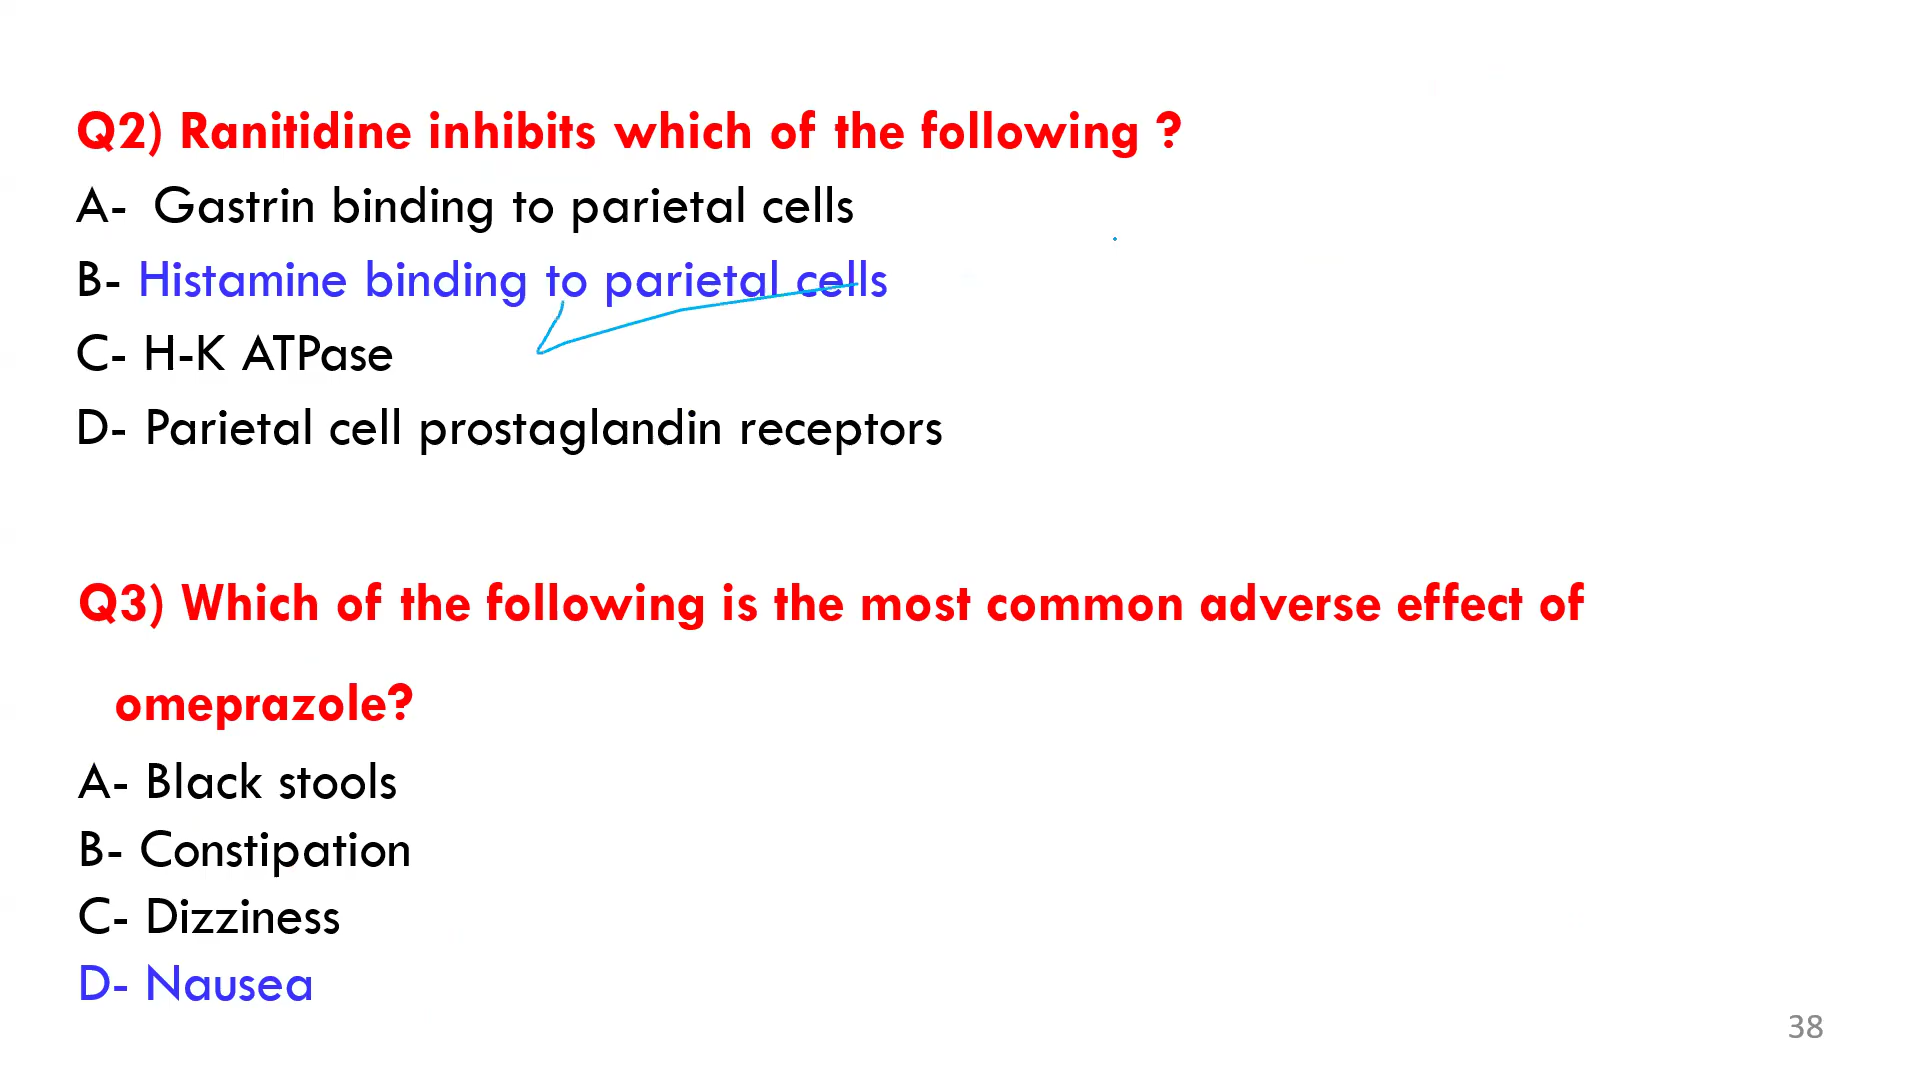 Q2) Ranitidine inhibits which of the following ?
A- Gastrin binding to parietal cells
B- Histamine binding to parietal cells
C- H-K ATPase
D- Parietal cell prostaglandin receptors
Q3) Which of the following is the most common adverse effect of
omeprazole?
A- Black stools
B- Constipation
C- Dizziness
D- Nausea
38